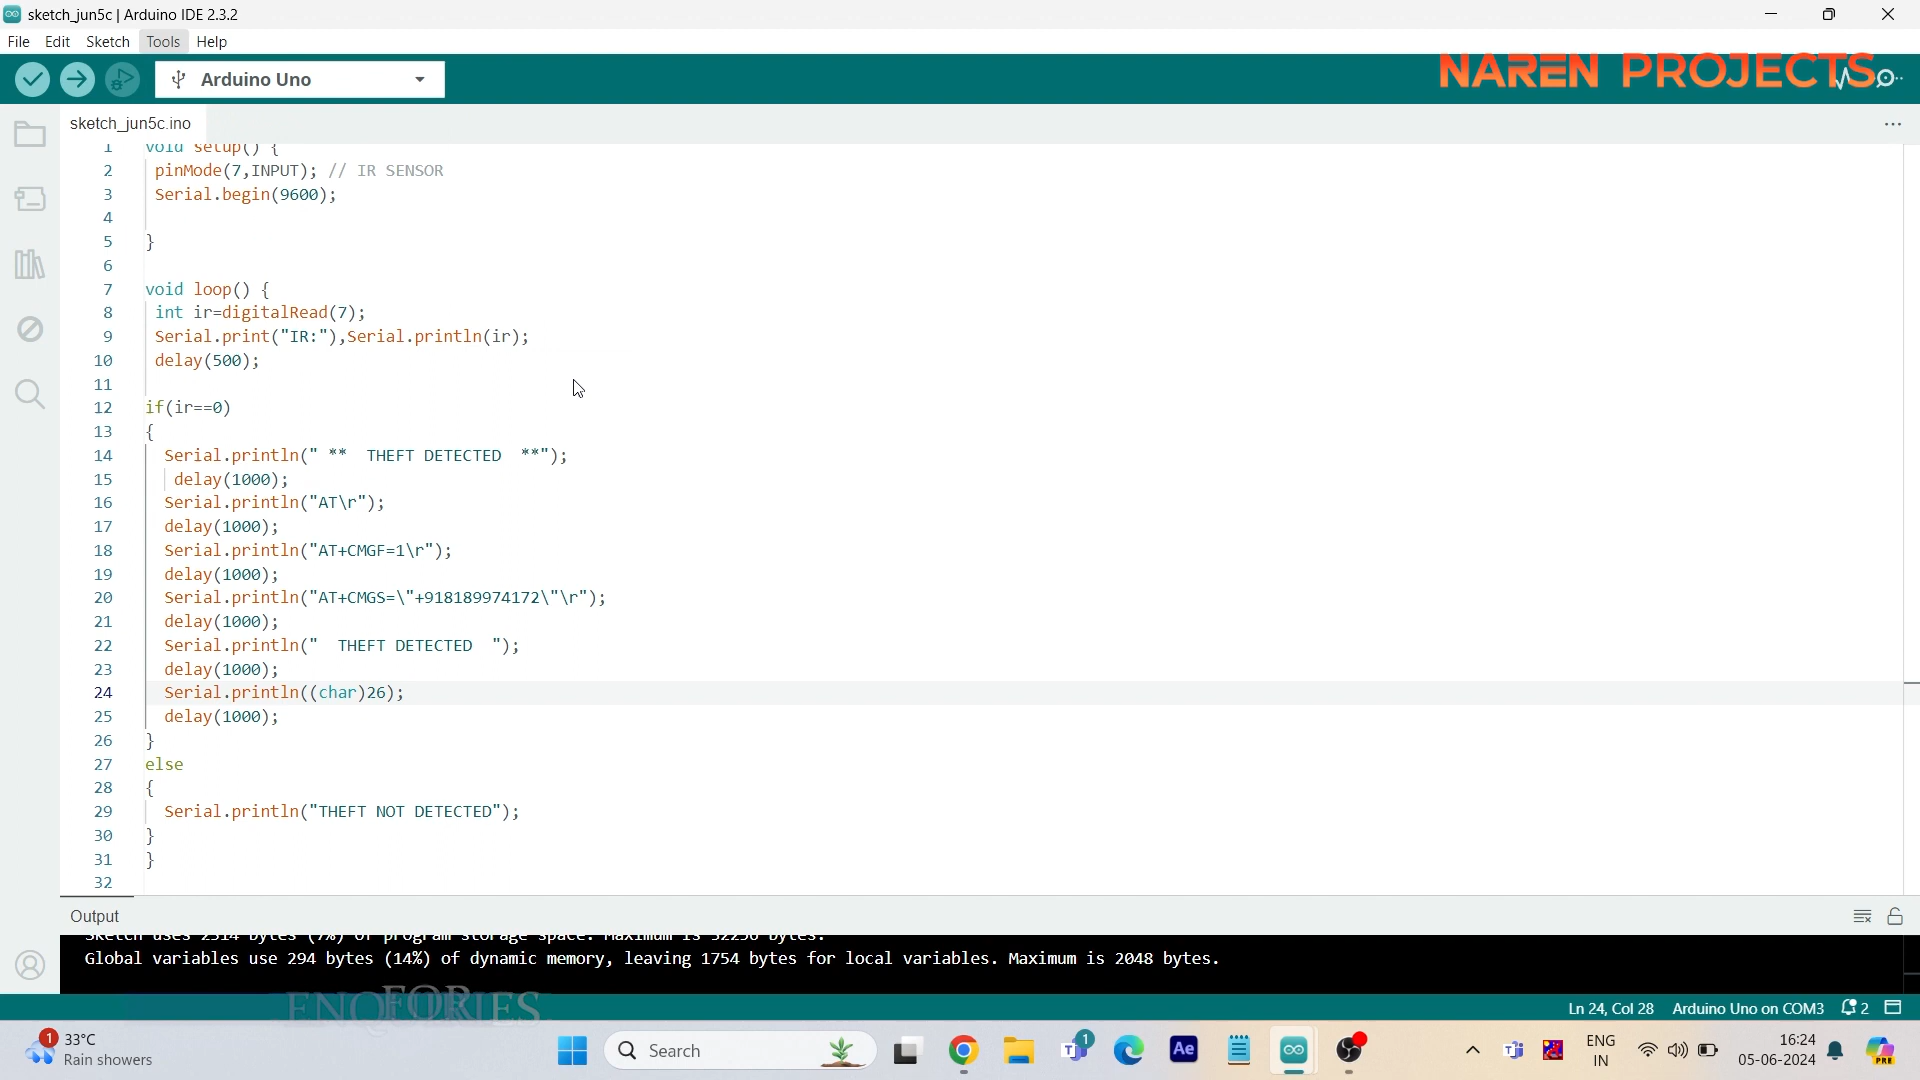 sketch_jun5c | Arduino IDE 2.3.2
File Edit Sketch Tools Help
Arduino Uno
NAREN PROJECTS
sketch_jun5c.ino
1 void setup() {
2 pinMode(7,INPUT); // IR SENSOR
3 Serial.begin(9600);
4
5 }
6
7 void loop() {
8 int ir=digitalRead(7);
9 Serial.print("IR:"),Serial.println(ir);
10 delay(500);
11
12 if(ir==0)
13 {
14 Serial.println(" ** THEFT DETECTED **");
15 delay(1000);
16 Serial.println("AT\r");
17 delay(1000);
18 Serial.println("AT+CMGF=1\r");
19 delay(1000);
20 Serial.println("AT+CMGS=\"+918189974172\"\r");
21 delay(1000);
22 Serial.println(" THEFT DETECTED ");
23 delay(1000);
24 Serial.println((char)26);
25 delay(1000);
26 }
27 else
28 {
29 Serial.println("THEFT NOT DETECTED");
30 }
31 }
32
Output
Sketch uses 2314 bytes (7%) of program storage space. Maximum is 32256 bytes.
Global variables use 294 bytes (14%) of dynamic memory, leaving 1754 bytes for local variables. Maximum is 2048 bytes.
FOR
Ln 24, Col 28 Arduino Uno on COM3 2
1
33°C
Rain showers
Search
1
Ae
ENG
IN
16:24
05-06-2024
PRE